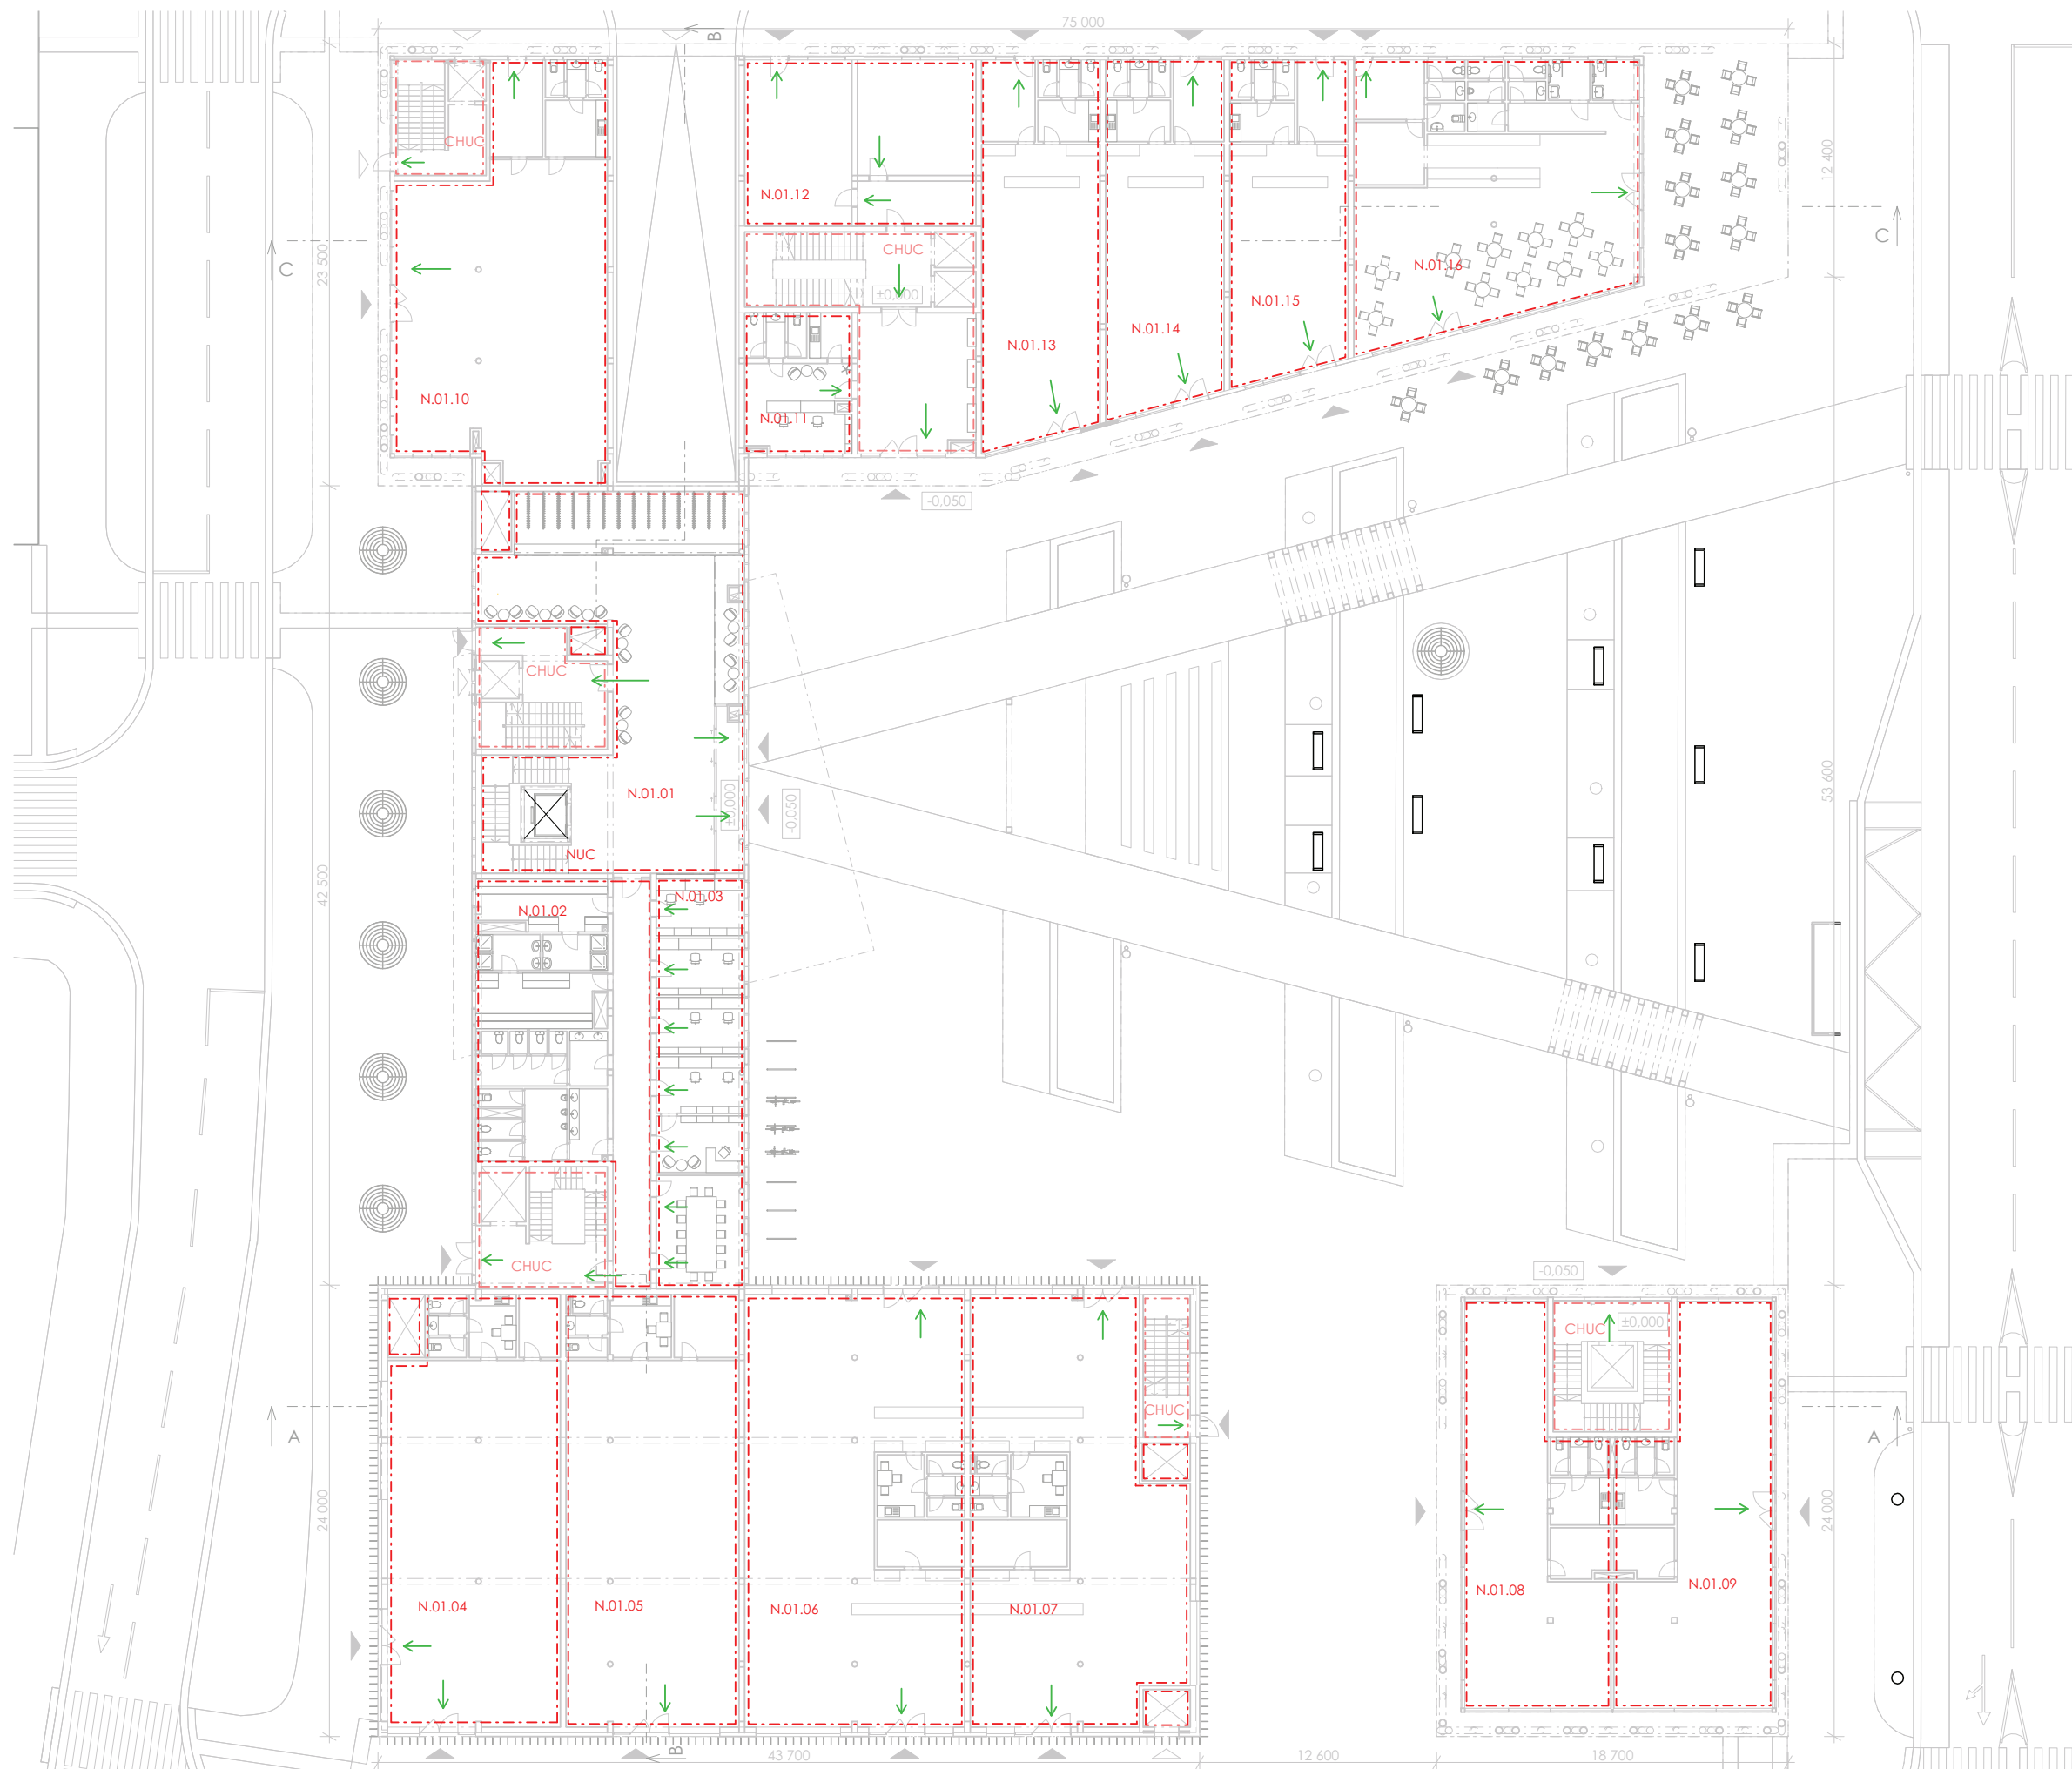 75 000
B
CHUC
12 400
N.01.12
C
C
CHUC
23 500
N.01.16
±0,000
N.01.15
N.01.14
N.01.13
N.01.10
N.01.11
-0,050
CHUC
53 600
N.01.01
±0,000
-0,050
NUC
42 500
N.01.03
N.01.02
CHUC
-0,050
±0,000
CHUC
CHUC
A
A
24 000
24 000
N.01.08
N.01.09
N.01.04
N.01.05
N.01.06
N.01.07
B
43 700
12 600
18 700